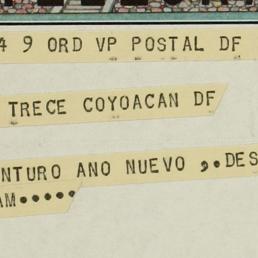 4 9 ORD VP POSTAL DF
TRECE COYOACAN DF
NTURO ANO NUEVO ,..DES
AM.....